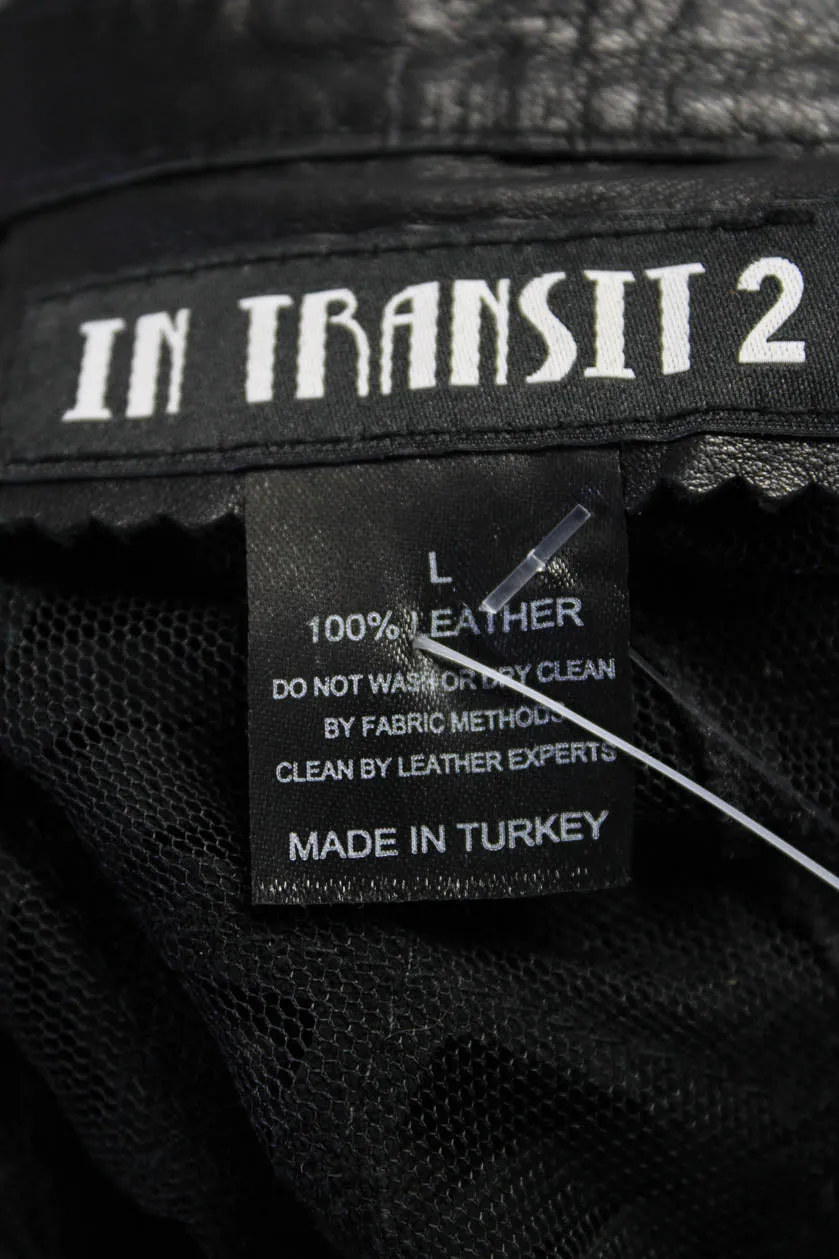 IN TRANSIT 2
L
100% LEATHER
DO NOT WASH OR DRY CLEAN
BY FABRIC METHODS
CLEAN BY LEATHER EXPERTS
MADE IN TURKEY